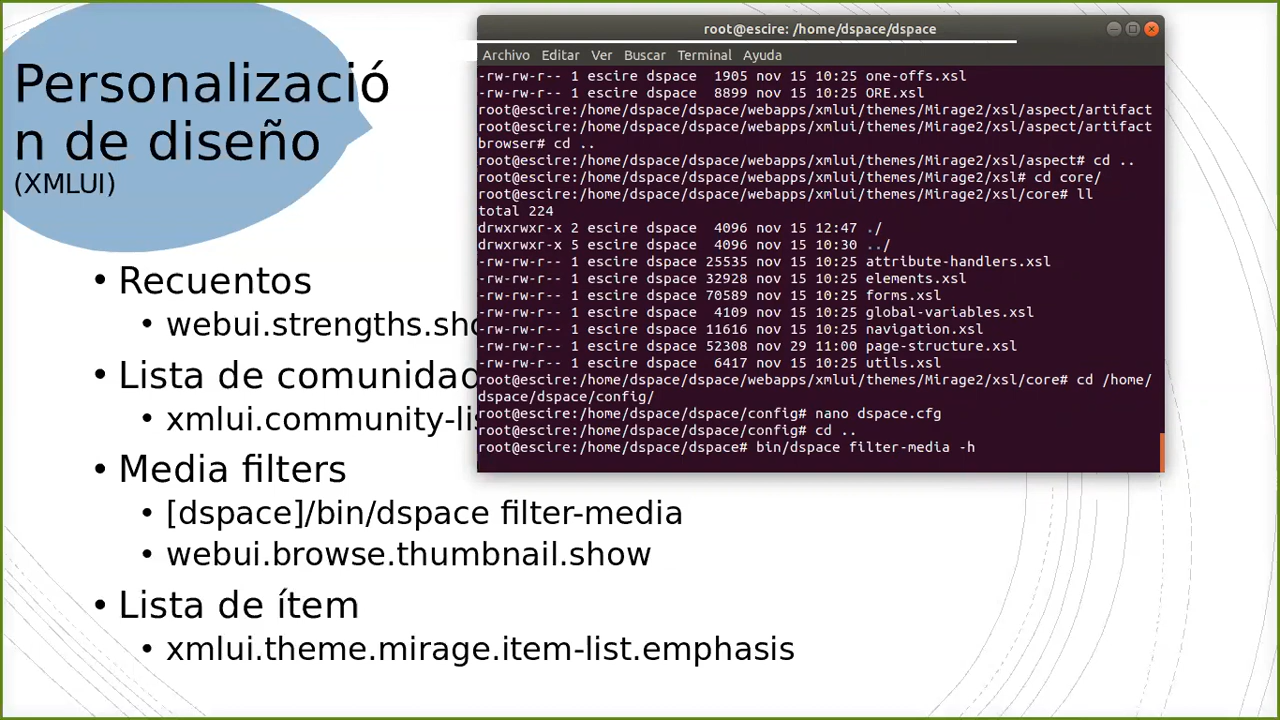 Personalizació
n de diseño
(XMLUI)
• Recuentos
• webui.strengths.sho
• Lista de comunidad
• xmlui.community-lis
• Media filters
• [dspace]/bin/dspace filter-media
• webui.browse.thumbnail.show
• Lista de ítem
• xmlui.theme.mirage.item-list.emphasis
root@escire: /home/dspace/dspace
Archivo Editar Ver Buscar Terminal Ayuda
-rw-rw-r-- 1 escire dspace  1905 nov 15 10:25 one-offs.xsl
-rw-rw-r-- 1 escire dspace  8899 nov 15 10:25 ORE.xsl
root@escire:/home/dspace/dspace/webapps/xmlui/themes/Mirage2/xsl/aspect/artifact
root@escire:/home/dspace/dspace/webapps/xmlui/themes/Mirage2/xsl/aspect/artifact
browser# cd ..
root@escire:/home/dspace/dspace/webapps/xmlui/themes/Mirage2/xsl/aspect# cd ..
root@escire:/home/dspace/dspace/webapps/xmlui/themes/Mirage2/xsl# cd core/
root@escire:/home/dspace/dspace/webapps/xmlui/themes/Mirage2/xsl/core# ll
total 224
drwxrwxr-x 2 escire dspace  4096 nov 15 12:47 ./
drwxrwxr-x 5 escire dspace  4096 nov 15 10:30 ../
-rw-rw-r-- 1 escire dspace 25535 nov 15 10:25 attribute-handlers.xsl
-rw-rw-r-- 1 escire dspace 32928 nov 15 10:25 elements.xsl
-rw-rw-r-- 1 escire dspace 70589 nov 15 10:25 forms.xsl
-rw-rw-r-- 1 escire dspace  4109 nov 15 10:25 global-variables.xsl
-rw-rw-r-- 1 escire dspace 11616 nov 15 10:25 navigation.xsl
-rw-rw-r-- 1 escire dspace 52308 nov 29 11:00 page-structure.xsl
-rw-rw-r-- 1 escire dspace  6417 nov 15 10:25 utils.xsl
root@escire:/home/dspace/dspace/webapps/xmlui/themes/Mirage2/xsl/core# cd /home/
dspace/dspace/config/
root@escire:/home/dspace/dspace/config# nano dspace.cfg
root@escire:/home/dspace/dspace/config# cd ..
root@escire:/home/dspace/dspace# bin/dspace filter-media -h